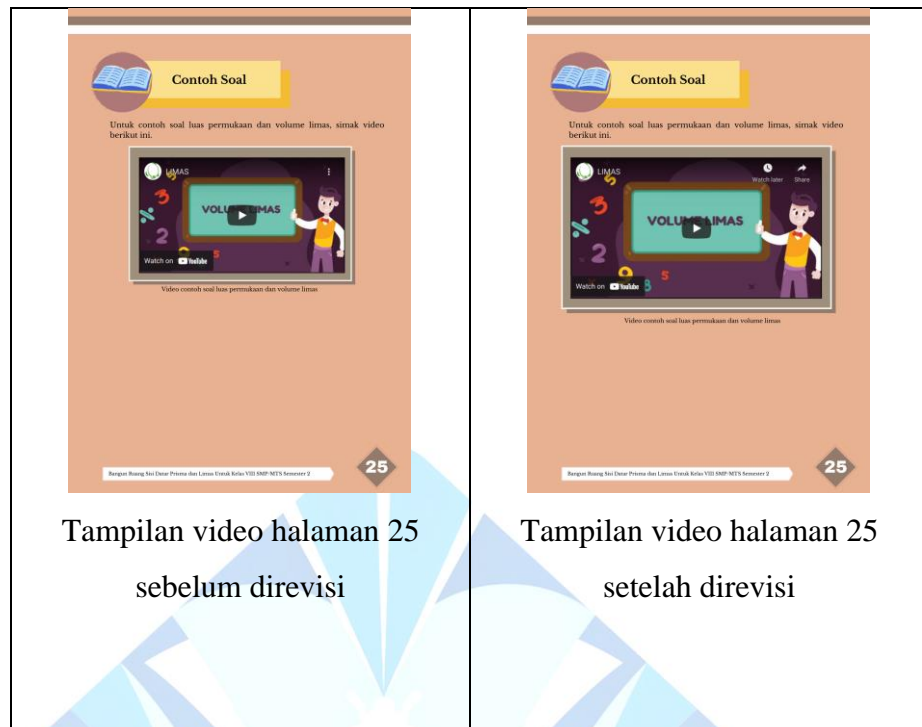 Contoh Soal
Untuk contoh soal luas permukaan dan volume limas, simak video
berikut ini.
LIMAS
VOLUME LIMAS
Watch on YouTube
Video contoh soal luas permukaan dan volume limas
Bangun Ruang Sisi Datar Prisma dan Limas Untuk Kelas VIII SMP/MTS Semester 2
25
Tampilan video halaman 25
sebelum direvisi
Contoh Soal
Untuk contoh soal luas permukaan dan volume limas, simak video
berikut ini.
LIMAS
Watch later
Share
VOLUME LIMAS
Watch on YouTube
Video contoh soal luas permukaan dan volume limas
Bangun Ruang Sisi Datar Prisma dan Limas Untuk Kelas VIII SMP/MTS Semester 2
25
Tampilan video halaman 25
setelah direvisi